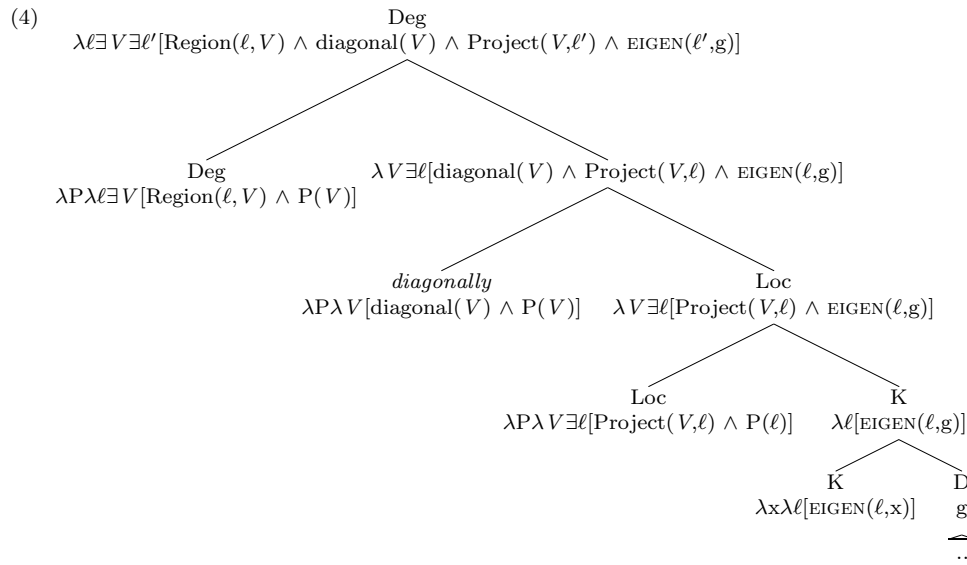 (4)
Deg
λℓ∃V∃ℓ′[Region(ℓ, V) ∧ diagonal(V) ∧ Project(V,ℓ′) ∧ EIGEN(ℓ′,g)]
Deg
λPλℓ∃V[Region(ℓ, V) ∧ P(V)]
λV∃ℓ[diagonal(V) ∧ Project(V,ℓ) ∧ EIGEN(ℓ,g)]
diagonally
λPλV[diagonal(V) ∧ P(V)]
Loc
λV∃ℓ[Project(V,ℓ) ∧ EIGEN(ℓ,g)]
Loc
λPλV∃ℓ[Project(V,ℓ) ∧ P(ℓ)]
K
λℓ[EIGEN(ℓ,g)]
K
λxλℓ[EIGEN(ℓ,x)]
D
g
..